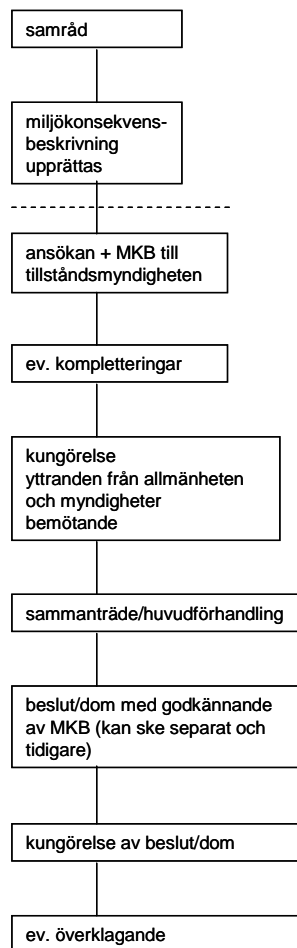 samråd
miljökonsekvens-
beskrivning
upprättas
ansökan + MKB till
tillståndsmyndigheten
ev. kompletteringar
kungörelse
yttranden från allmänheten
och myndigheter
bemötande
sammanträde/huvudförhandling
beslut/dom med godkännande
av MKB (kan ske separat och
tidigare)
kungörelse av beslut/dom
ev. överklagande